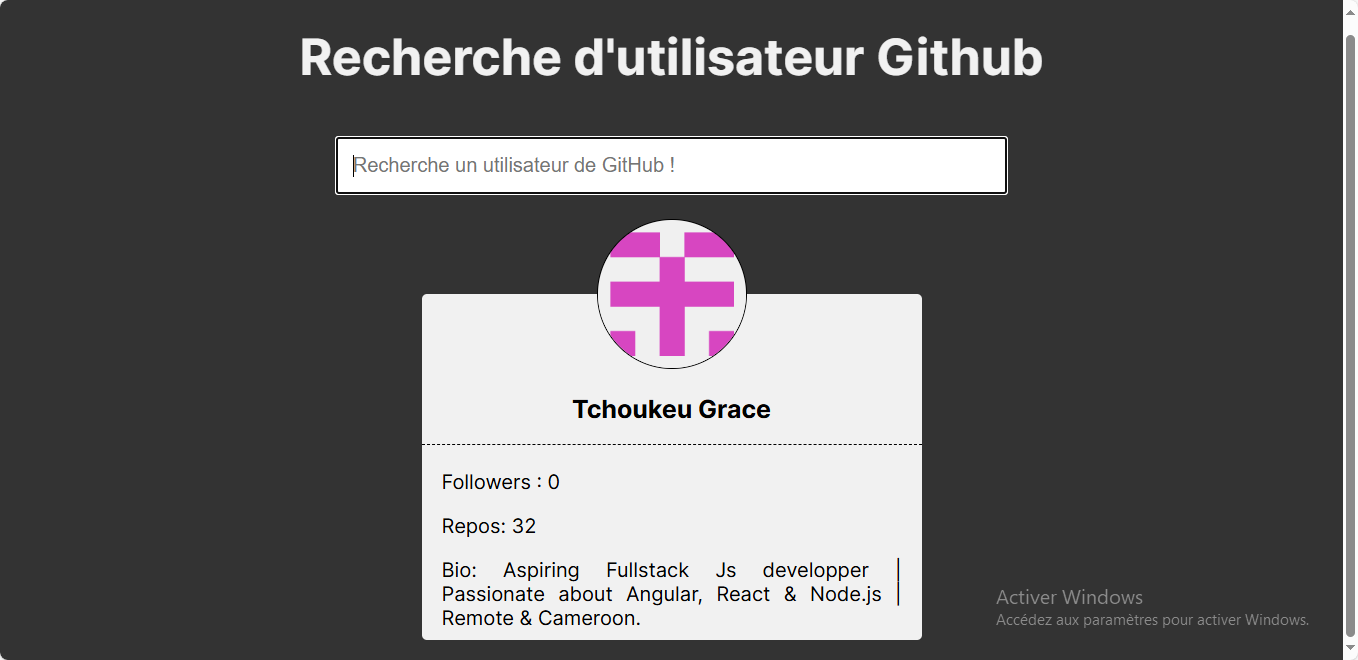 Recherche d'utilisateur Github
Recherche un utilisateur de GitHub !
Tchoukeu Grace
Followers : 0
Repos: 32
Bio: Aspiring Fullstack Js developper |
Passionate about Angular, React & Node.js |
Remote & Cameroon.
Activer Windows
Accédez aux paramètres pour activer Windows.